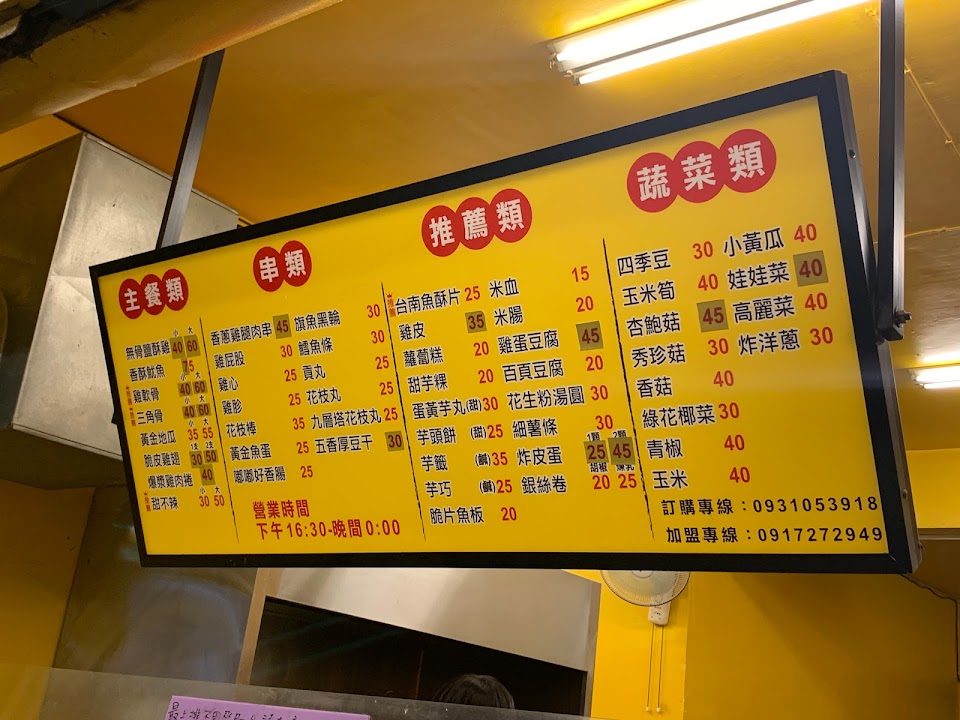 主餐類
小 大
無骨鹽酥雞 40 60
香酥魷魚 75
小 大
雞軟骨 40 60
三角骨 40 60
小 大
黃金地瓜 35 55
1支 2支
脆皮雞翅 30 50
爆漿雞肉捲 40
小 大
甜不辣 30 50
串類
香蔥雞腿肉串 45
雞屁股 30
雞心 25
雞胗 25
花枝棒 35
黃金魚蛋 25
嘟嘟好香腸 25
旗魚黑輪 30
鱈魚條 30
貢丸 25
花枝丸 25
九層塔花枝丸 25
五香厚豆干 30
營業時間
下午16:30-晚間0:00
推薦類
台南魚酥片 25
雞皮 35
蘿蔔糕 20
甜芋粿 20
蛋黃芋丸(甜) 30
芋頭餅 (甜) 25
芋籤 (鹹) 35
芋巧 (鹹) 25
脆片魚板 20
米血 15
米腸 20
雞蛋豆腐 45
百頁豆腐 20
花生粉湯圓 30
細薯條 30
1顆 2顆
炸皮蛋 25 45
胡椒 煉乳
銀絲卷 20 25
蔬菜類
四季豆 30
玉米筍 40
杏鮑菇 45
秀珍菇 30
香菇 40
綠花椰菜 30
青椒 40
玉米 40
小黃瓜 40
娃娃菜 40
高麗菜 40
炸洋蔥 30
訂購專線：0931053918
加盟專線：0917272949